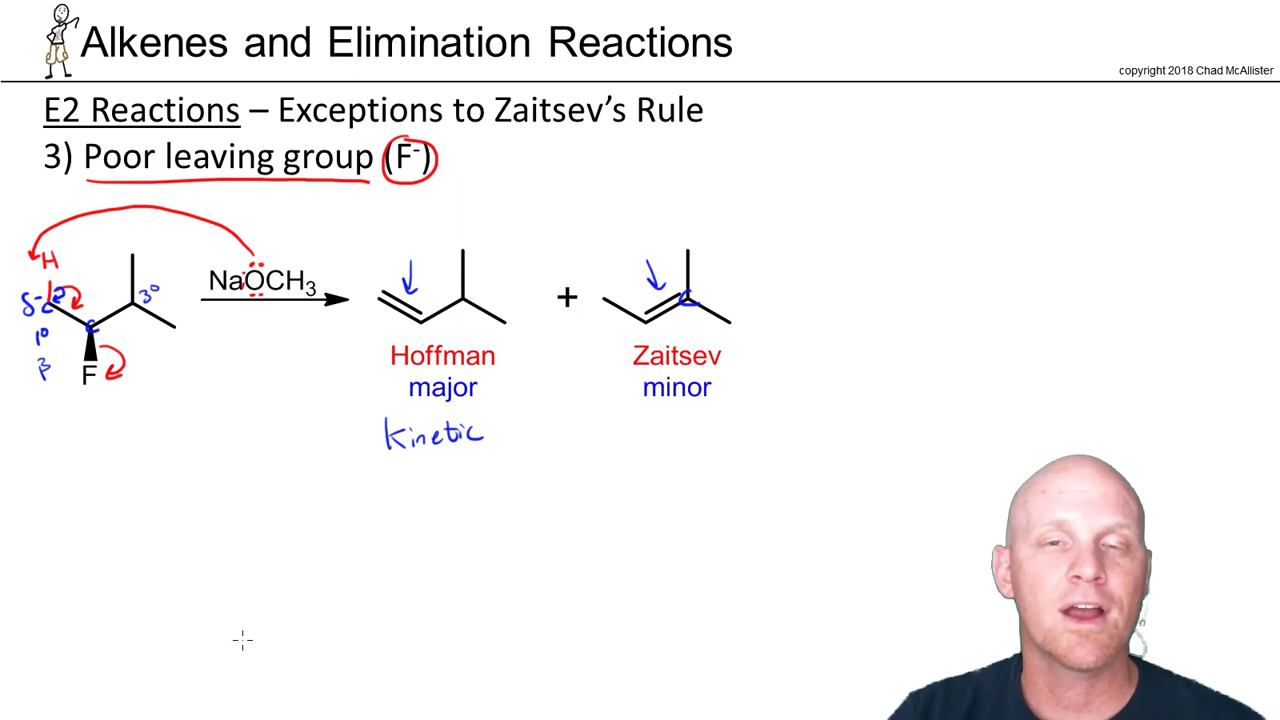 Alkenes and Elimination Reactions
copyright 2018 Chad McAllister
E2 Reactions – Exceptions to Zaitsev's Rule
3) Poor leaving group (F⁻)
H
NaOCH₃
δ- C
3°
+
1°
C
C
β
F
Hoffman
Zaitsev
major
minor
Kinetic